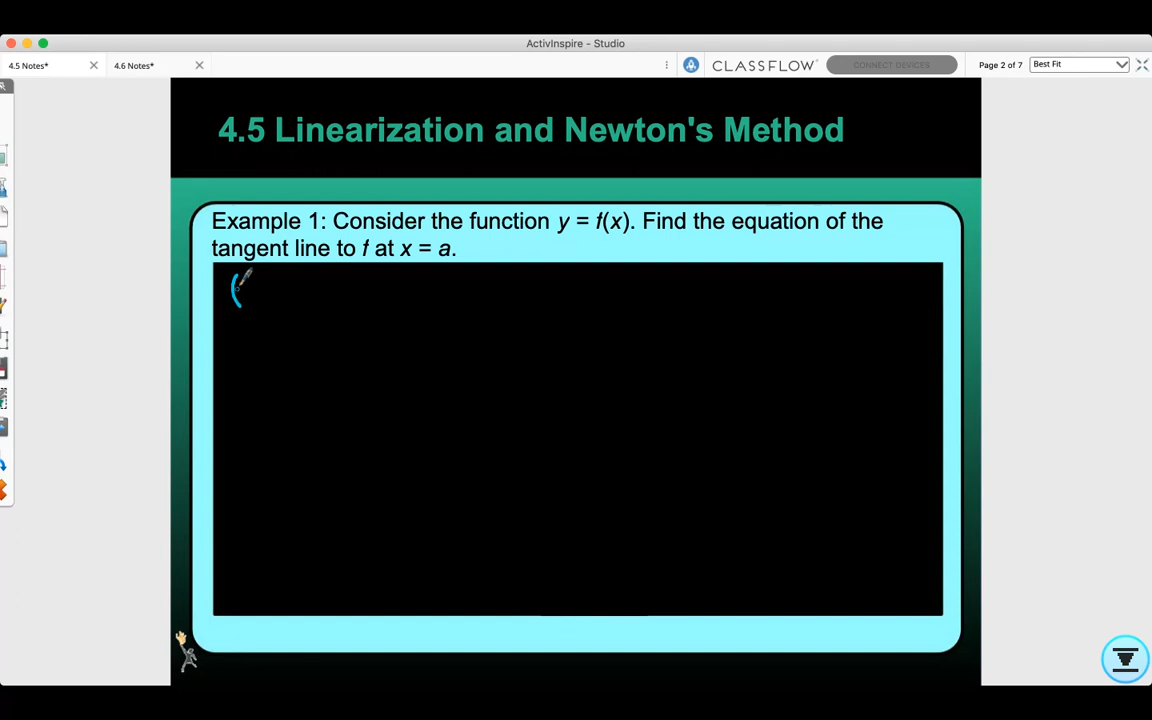 ActivInspire - Studio
4.5 Notes*
4.6 Notes*
CLASSFLOW
CONNECT DEVICES
Page 2 of 7
Best Fit
4.5 Linearization and Newton's Method
Example 1: Consider the function y = f(x). Find the equation of the
tangent line to f at x = a.
(